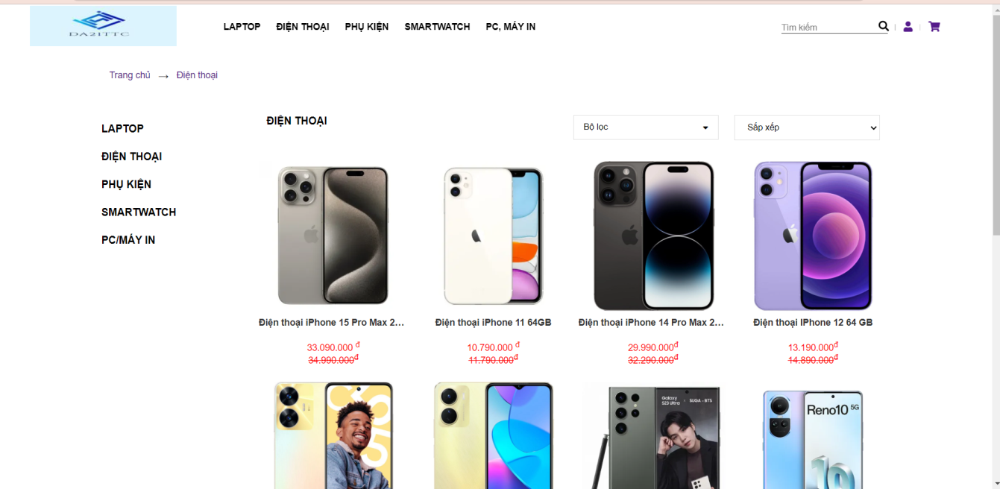 DA21TTC
LAPTOP ĐIỆN THOẠI PHỤ KIỆN SMARTWATCH PC, MÁY IN
Tìm kiếm
Trang chủ → Điện thoại
LAPTOP
ĐIỆN THOẠI
PHỤ KIỆN
SMARTWATCH
PC/MÁY IN
ĐIỆN THOẠI
Bộ lọc
Sắp xếp
Điện thoại iPhone 15 Pro Max 2...
33.090.000 đ
34.990.000đ
Điện thoại iPhone 11 64GB
10.790.000 đ
11.790.000đ
Điện thoại iPhone 14 Pro Max 2...
29.990.000đ
32.290.000đ
Điện thoại IPhone 12 64 GB
13.190.000đ
14.890.000đ
C55
Galaxy
S23 Ultra × SUGA - BTS
Reno10 5G
10